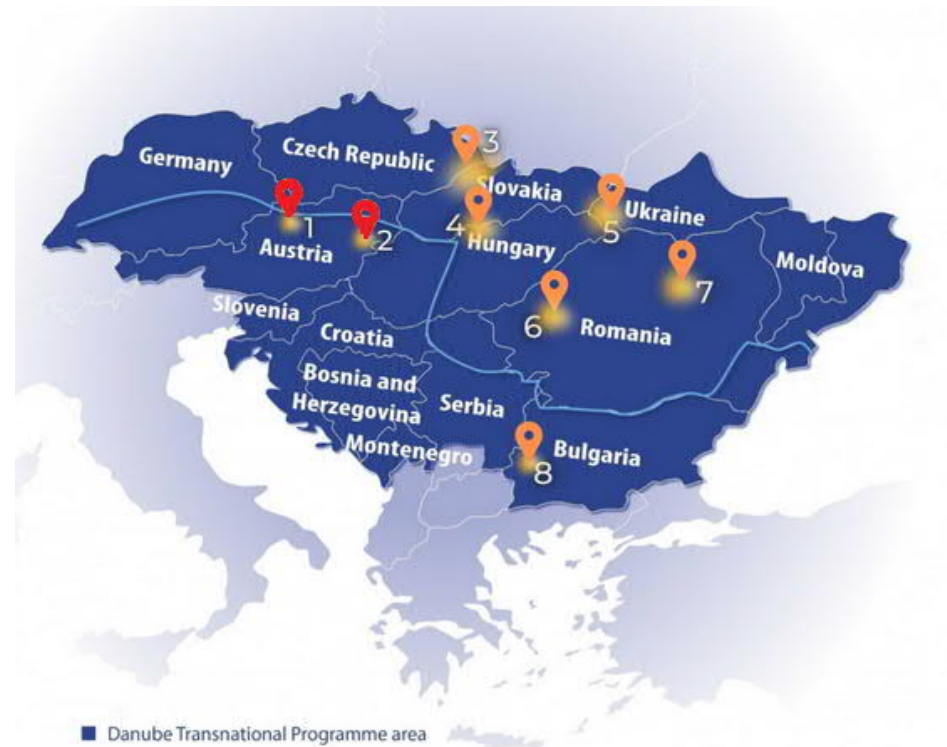 Germany
Czech Republic
3
Slovakia
Ukraine
1
2
4
5
Austria
Hungary
Moldova
7
Slovenia
6
Romania
Croatia
Bosnia and
Herzegovina
Serbia
Montenegro
Bulgaria
8
Danube Transnational Programme area